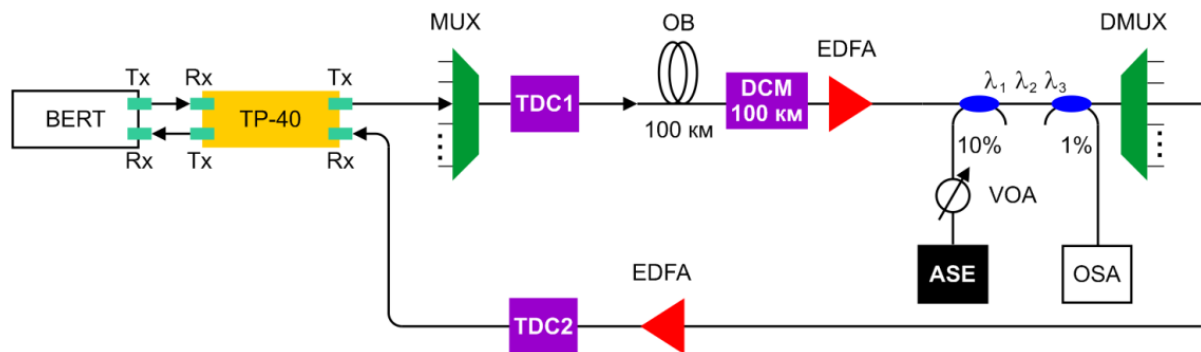 MUX
OB
EDFA
DMUX
Tx
Rx
Tx
BERT
TP-40
TDC1
DCM
100 км
100 км
λ1 λ2 λ3
Rx
Tx
Rx
10%
1%
VOA
ASE
OSA
EDFA
TDC2